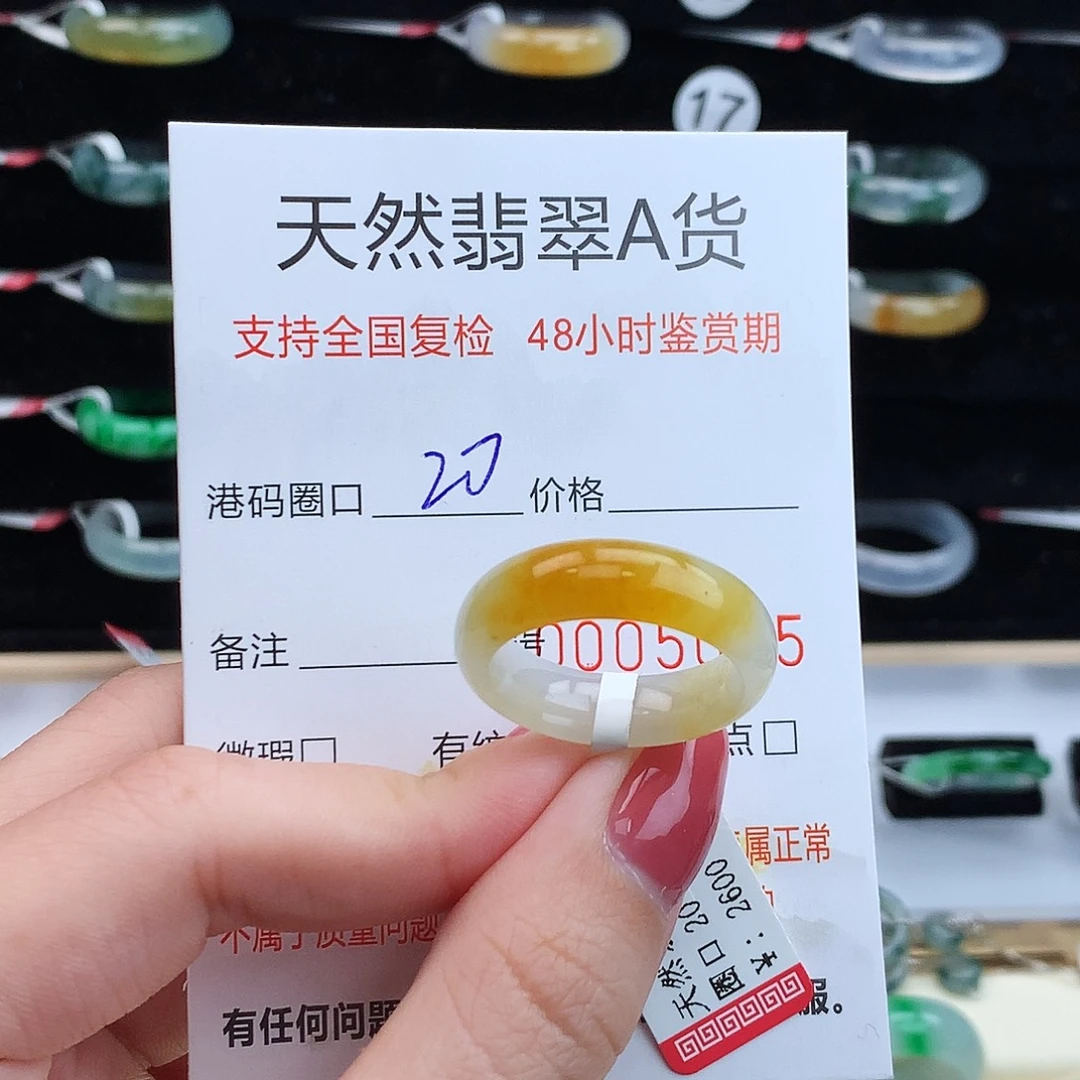 17
天然翡翠A货
支持全国复检 48小时鉴赏期
港码圈口 20 价格
备注
微瑕□ 有纹 点□
属正常
不属于质量问题
有任何问题 服。
天然
圈口 20
2600